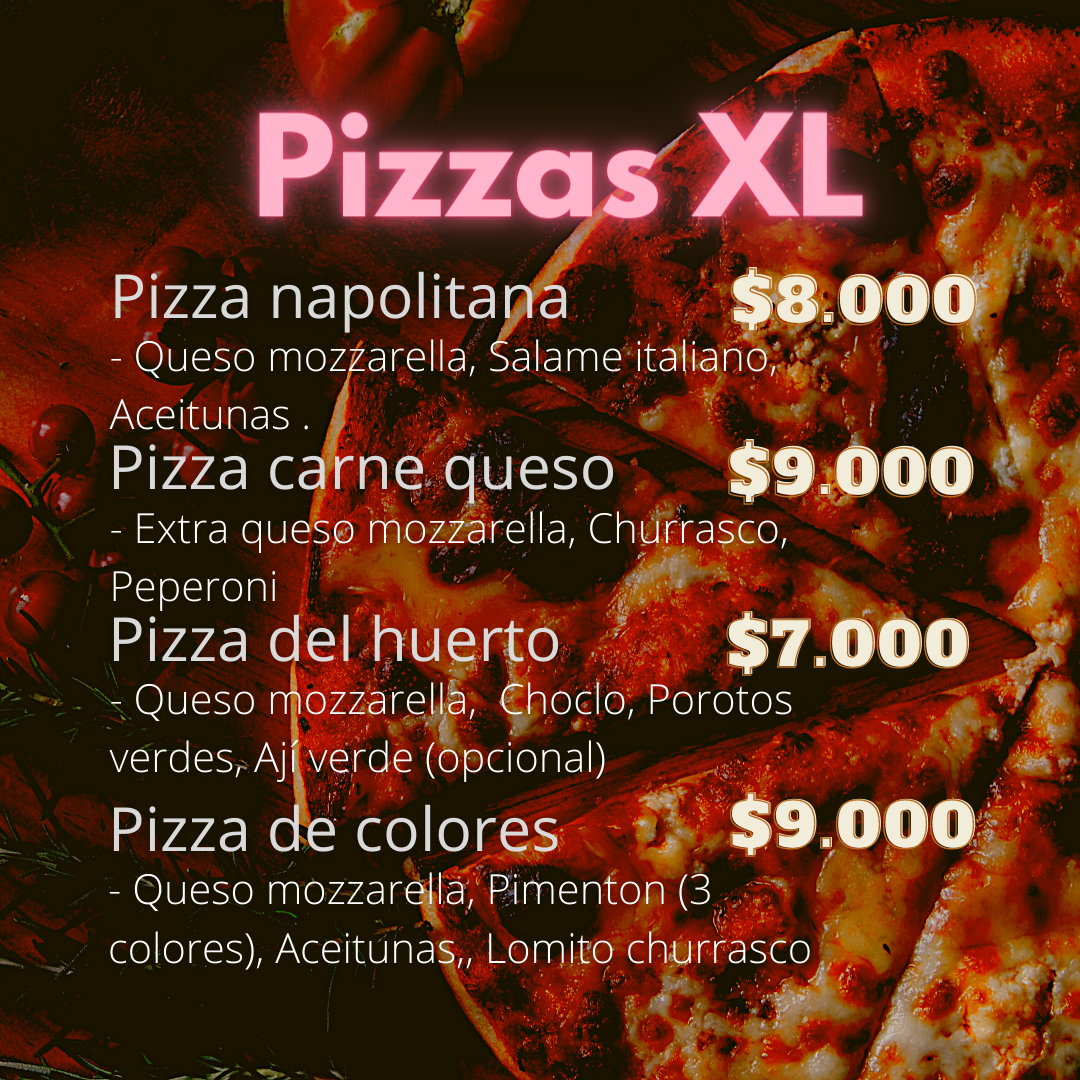 Pizzas XL
Pizza napolitana $8.000
- Queso mozzarella, Salame italiano,
Aceitunas .
Pizza carne queso $9.000
- Extra queso mozzarella, Churrasco,
Peperoni
Pizza del huerto $7.000
- Queso mozzarella,  Choclo, Porotos
verdes, Ají verde (opcional)
Pizza de colores $9.000
- Queso mozzarella, Pimenton (3
colores), Aceitunas,, Lomito churrasco